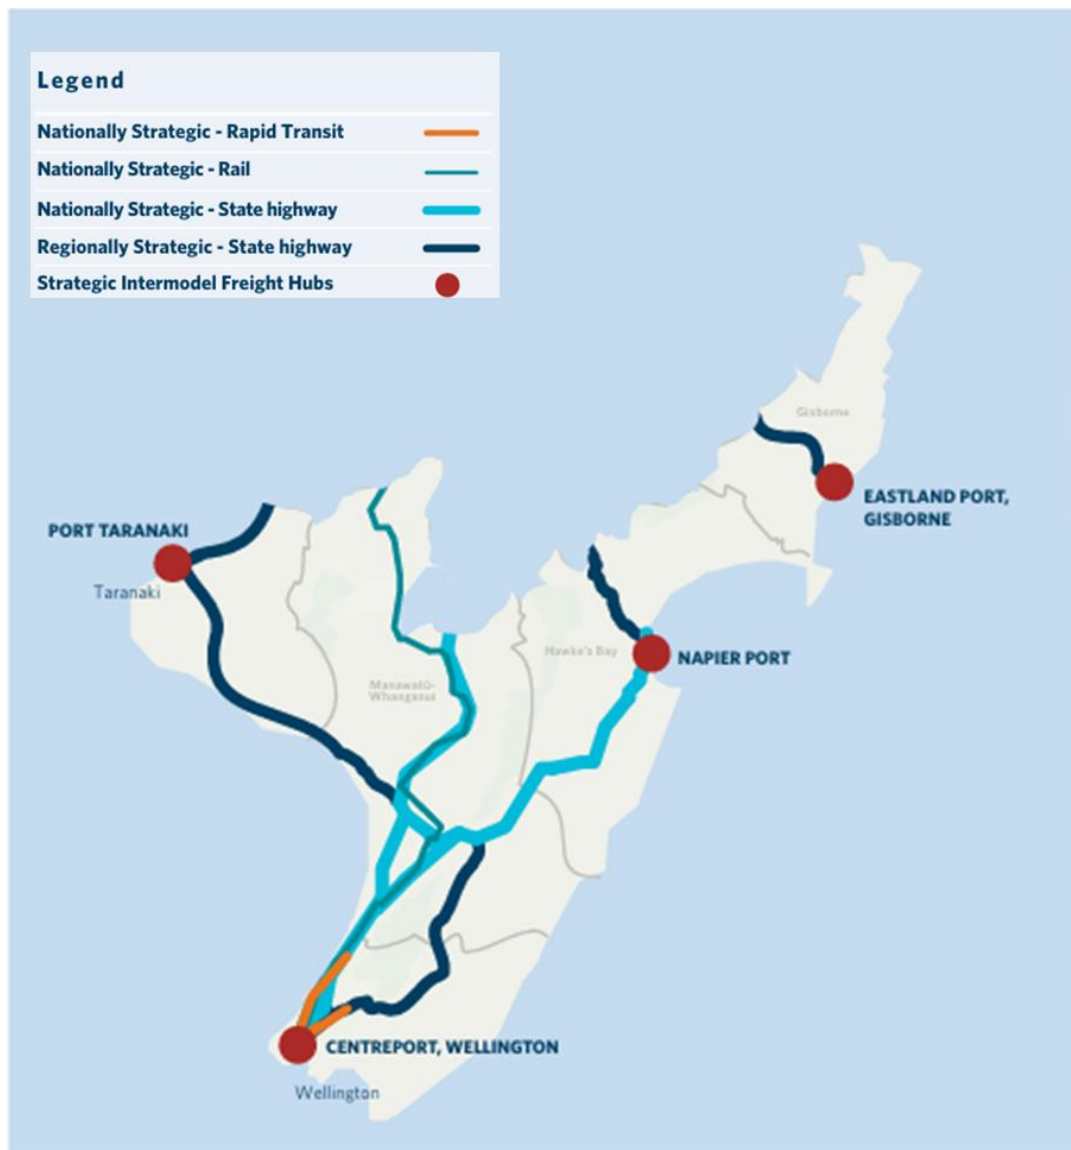 Legend
Nationally Strategic - Rapid Transit
Nationally Strategic - Rail
Nationally Strategic - State highway
Regionally Strategic - State highway
Strategic Intermodel Freight Hubs
Gisborne
EASTLAND PORT,
GISBORNE
PORT TARANAKI
Taranaki
Hawke's Bay
NAPIER PORT
Manawatū-
Whanganui
CENTREPORT, WELLINGTON
Wellington